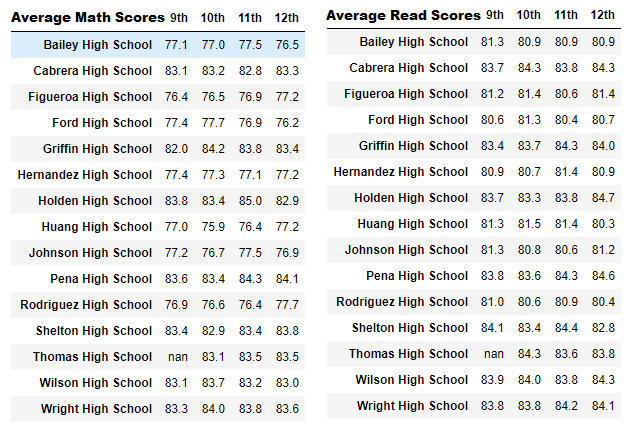 Average Math Scores 9th 10th 11th 12th
Bailey High School 77.1 77.0 77.5 76.5
Cabrera High School 83.1 83.2 82.8 83.3
Figueroa High School 76.4 76.5 76.9 77.2
Ford High School 77.4 77.7 76.9 76.2
Griffin High School 82.0 84.2 83.8 83.4
Hernandez High School 77.4 77.3 77.1 77.2
Holden High School 83.8 83.4 85.0 82.9
Huang High School 77.0 75.9 76.4 77.2
Johnson High School 77.2 76.7 77.5 76.9
Pena High School 83.6 83.4 84.3 84.1
Rodriguez High School 76.9 76.6 76.4 77.7
Shelton High School 83.4 82.9 83.4 83.8
Thomas High School nan 83.1 83.5 83.5
Wilson High School 83.1 83.7 83.2 83.0
Wright High School 83.3 84.0 83.8 83.6
Average Read Scores 9th 10th 11th 12th
Bailey High School 81.3 80.9 80.9 80.9
Cabrera High School 83.7 84.3 83.8 84.3
Figueroa High School 81.2 81.4 80.6 81.4
Ford High School 80.6 81.3 80.4 80.7
Griffin High School 83.4 83.7 84.3 84.0
Hernandez High School 80.9 80.7 81.4 80.9
Holden High School 83.7 83.3 83.8 84.7
Huang High School 81.3 81.5 81.4 80.3
Johnson High School 81.3 80.8 80.6 81.2
Pena High School 83.8 83.6 84.3 84.6
Rodriguez High School 81.0 80.6 80.9 80.4
Shelton High School 84.1 83.4 84.4 82.8
Thomas High School nan 84.3 83.6 83.8
Wilson High School 83.9 84.0 83.8 84.3
Wright High School 83.8 83.8 84.2 84.1